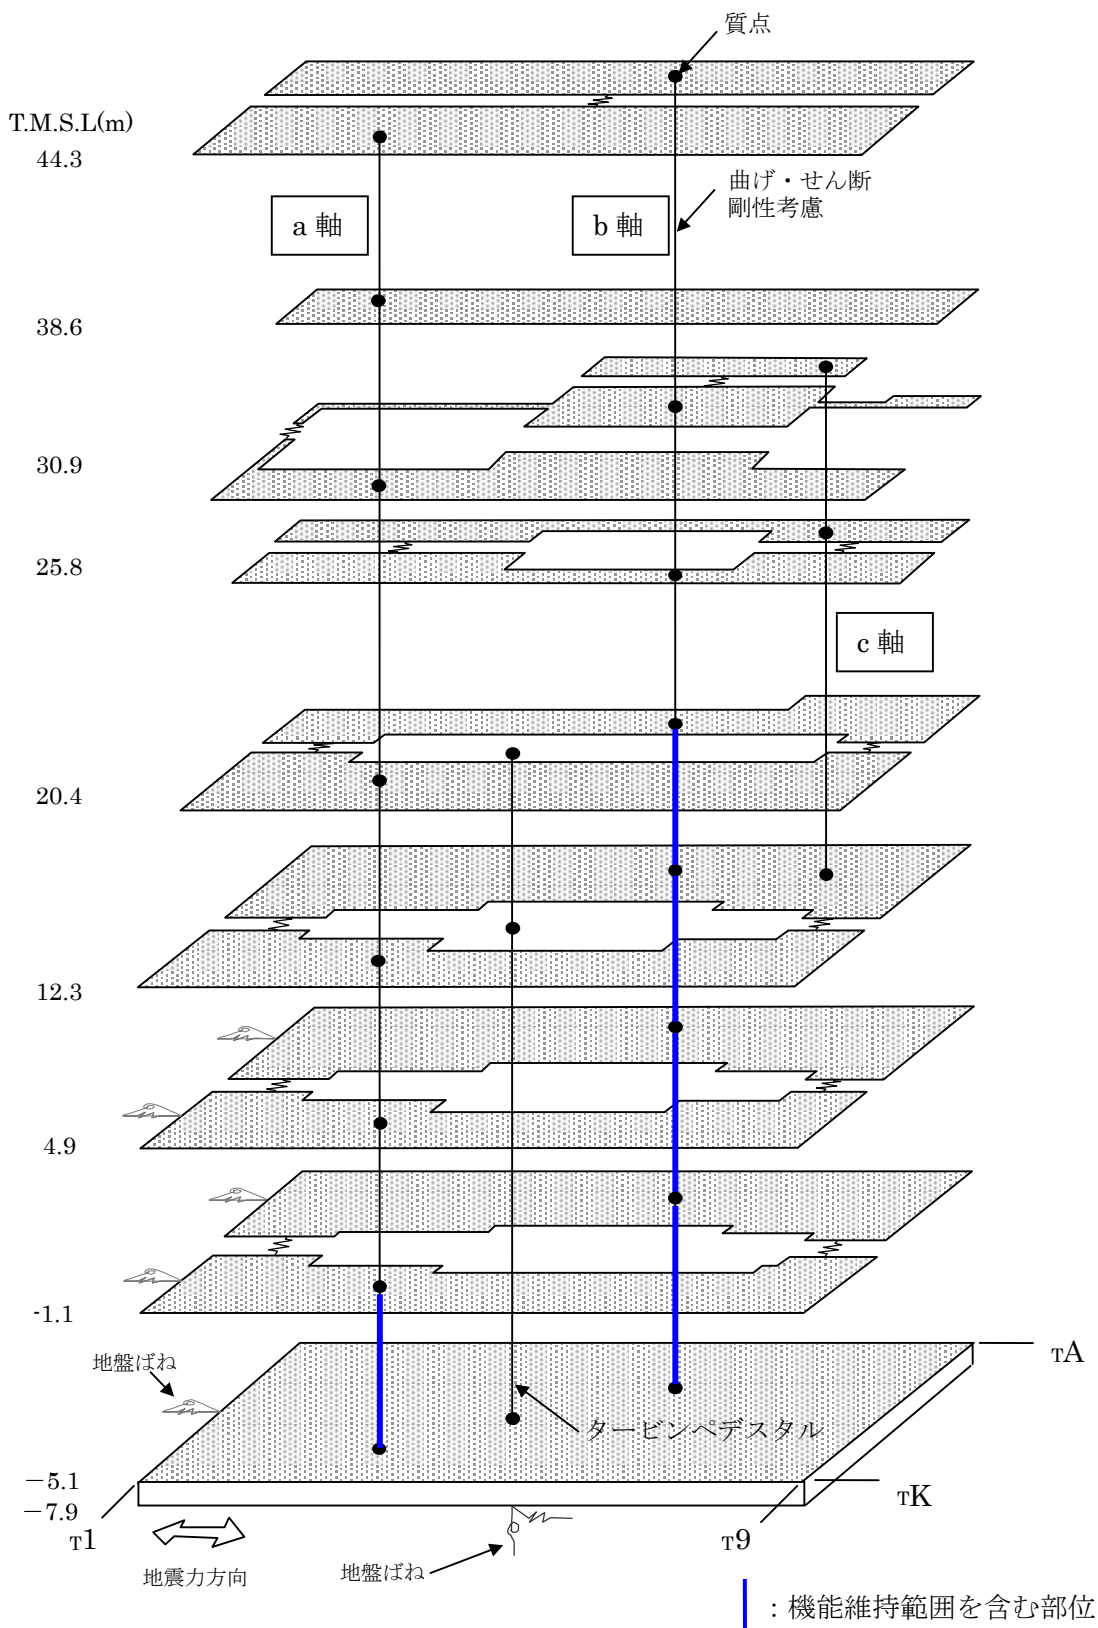 質点
T.M.S.L(m)
44.3
曲げ・せん断
剛性考慮
a 軸
b 軸
38.6
30.9
25.8
c 軸
20.4
12.3
4.9
-1.1
地盤ばね
TA
タービンペデスタル
－5.1
－7.9
TK
T1
T9
地震力方向
地盤ばね
：機能維持範囲を含む部位